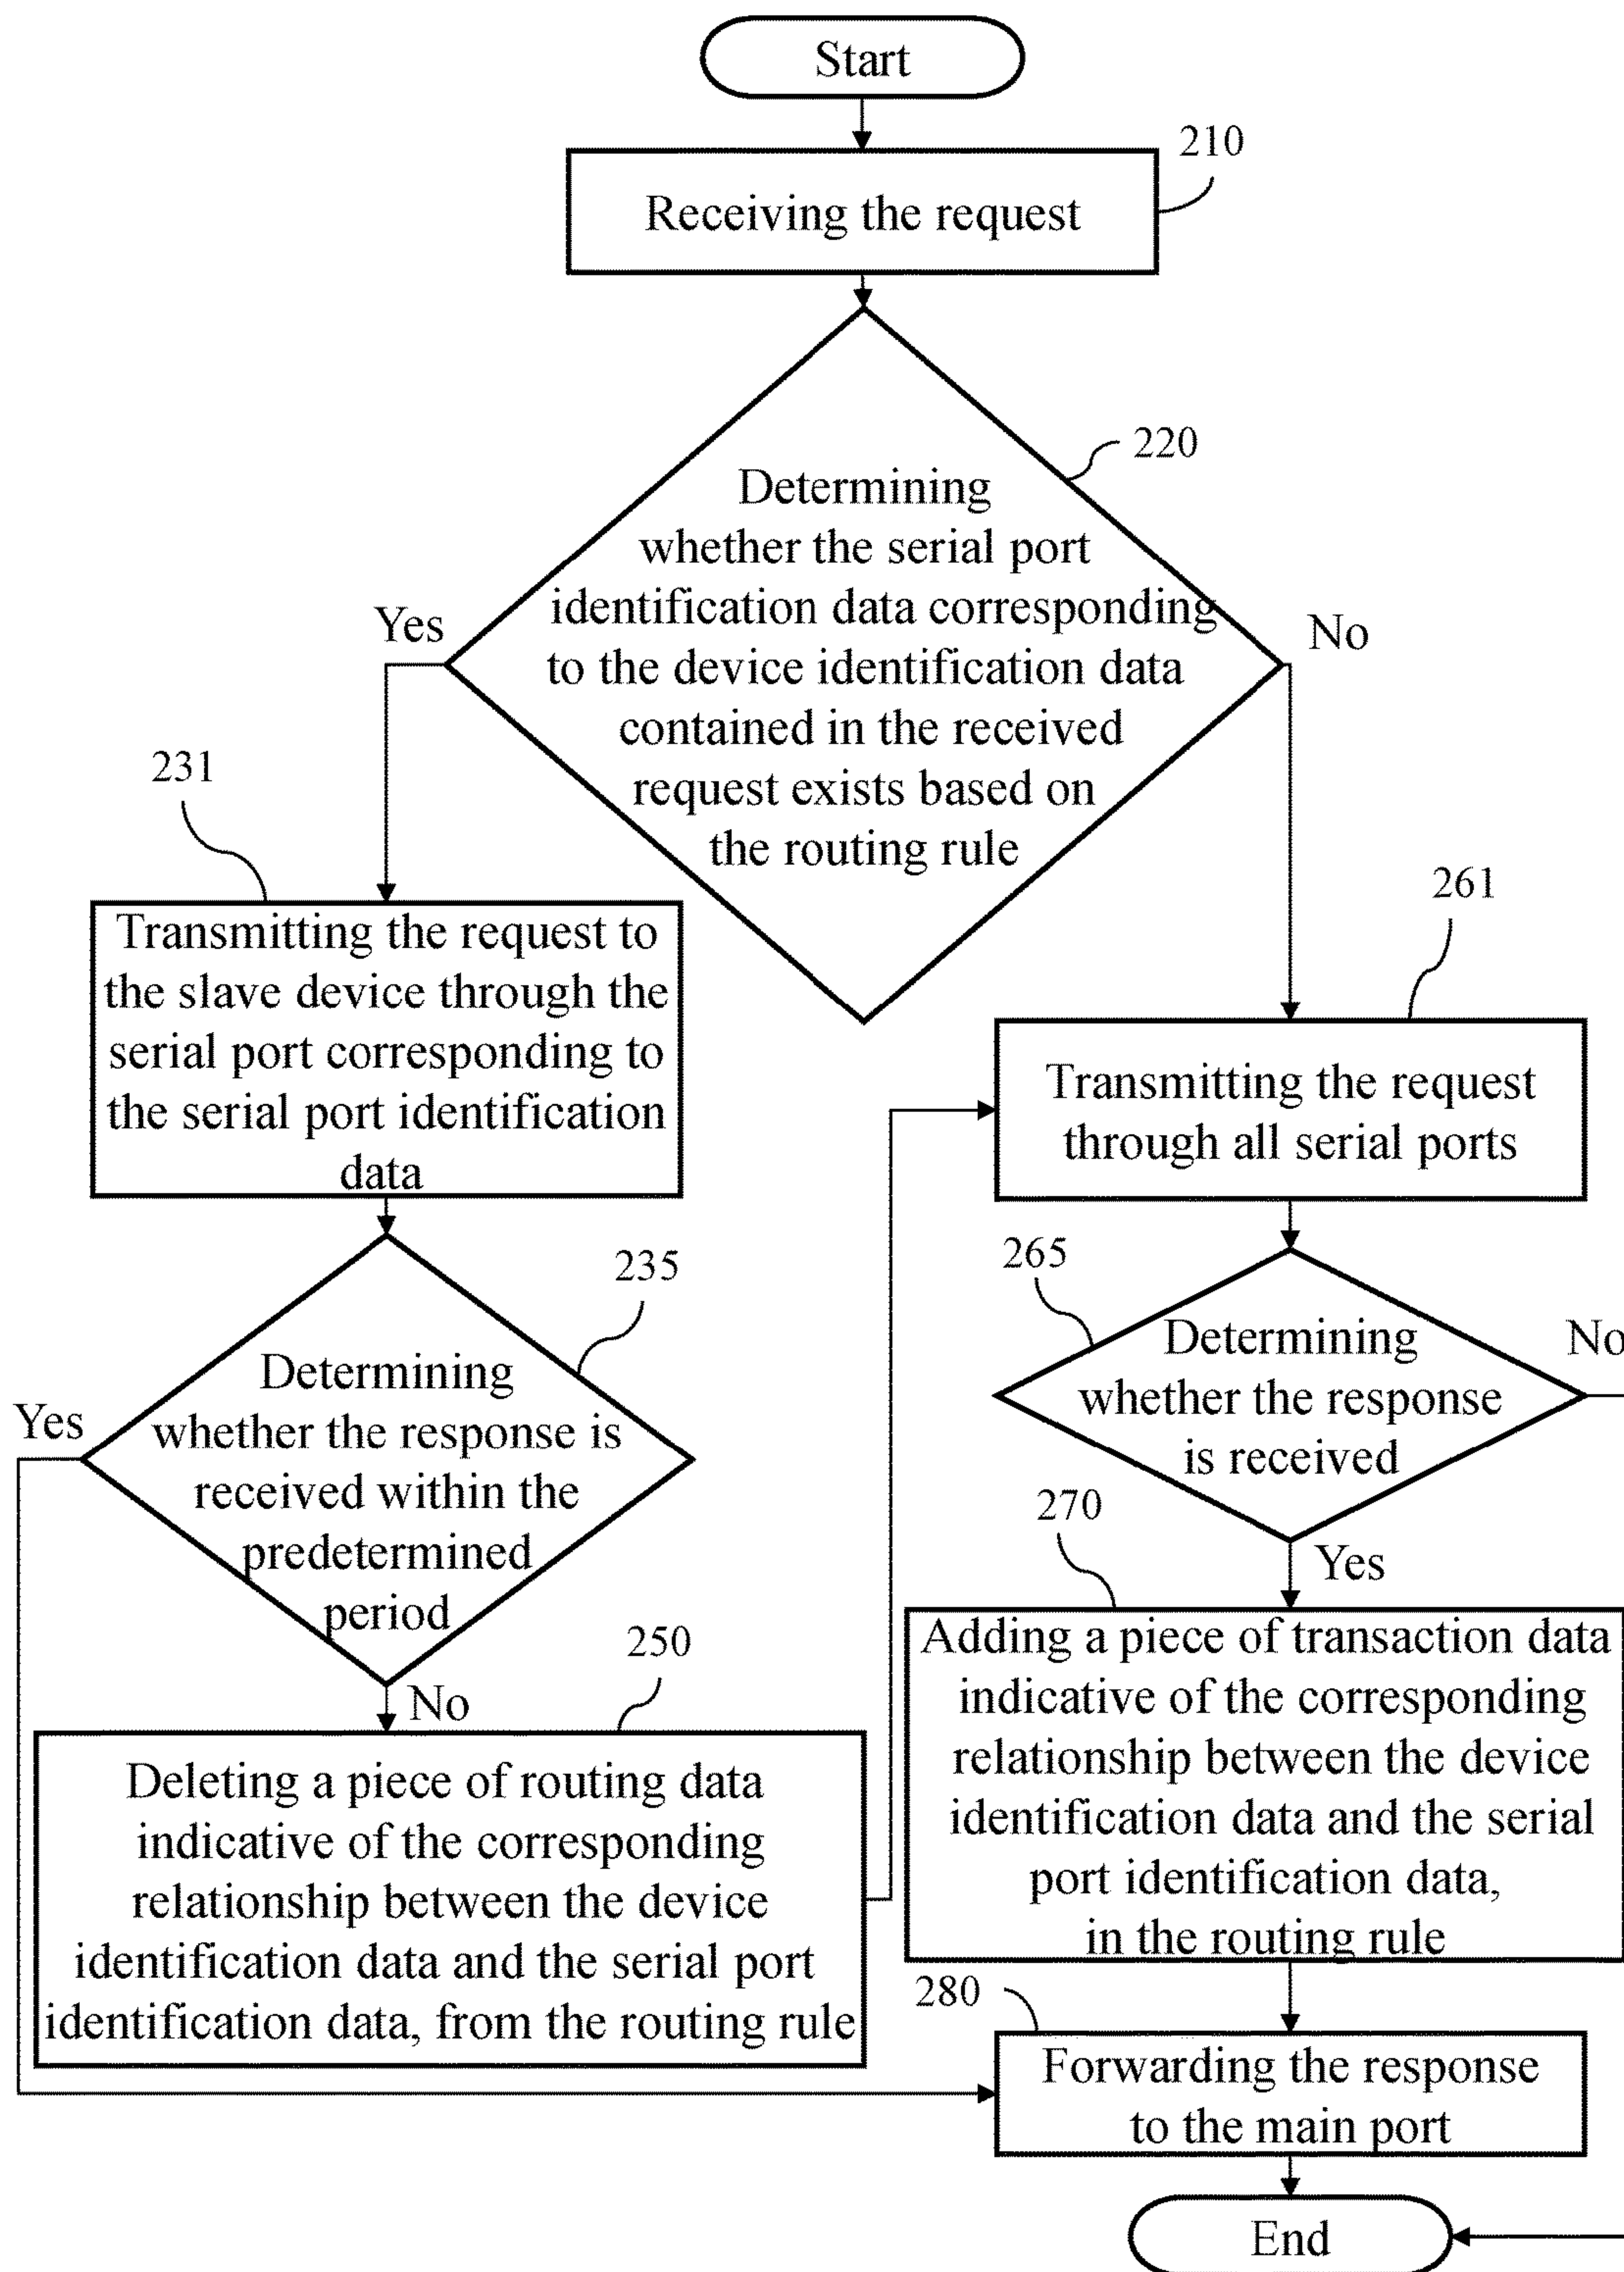 Start
210
Receiving the request
220
Determining
whether the serial port
identification data corresponding
to the device identification data
contained in the received
request exists based on
the routing rule
Yes
No
231
Transmitting the request to
the slave device through the
serial port corresponding to
the serial port identification
data
261
Transmitting the request
through all serial ports
235
Determining
whether the response is
received within the
predetermined
period
Yes
No
265
Determining
whether the response
is received
No
Yes
250
Deleting a piece of routing data
indicative of the corresponding
relationship between the device
identification data and the serial port
identification data, from the routing rule
270
Adding a piece of transaction data
indicative of the corresponding
relationship between the device
identification data and the serial
port identification data,
in the routing rule
280
Forwarding the response
to the main port
End